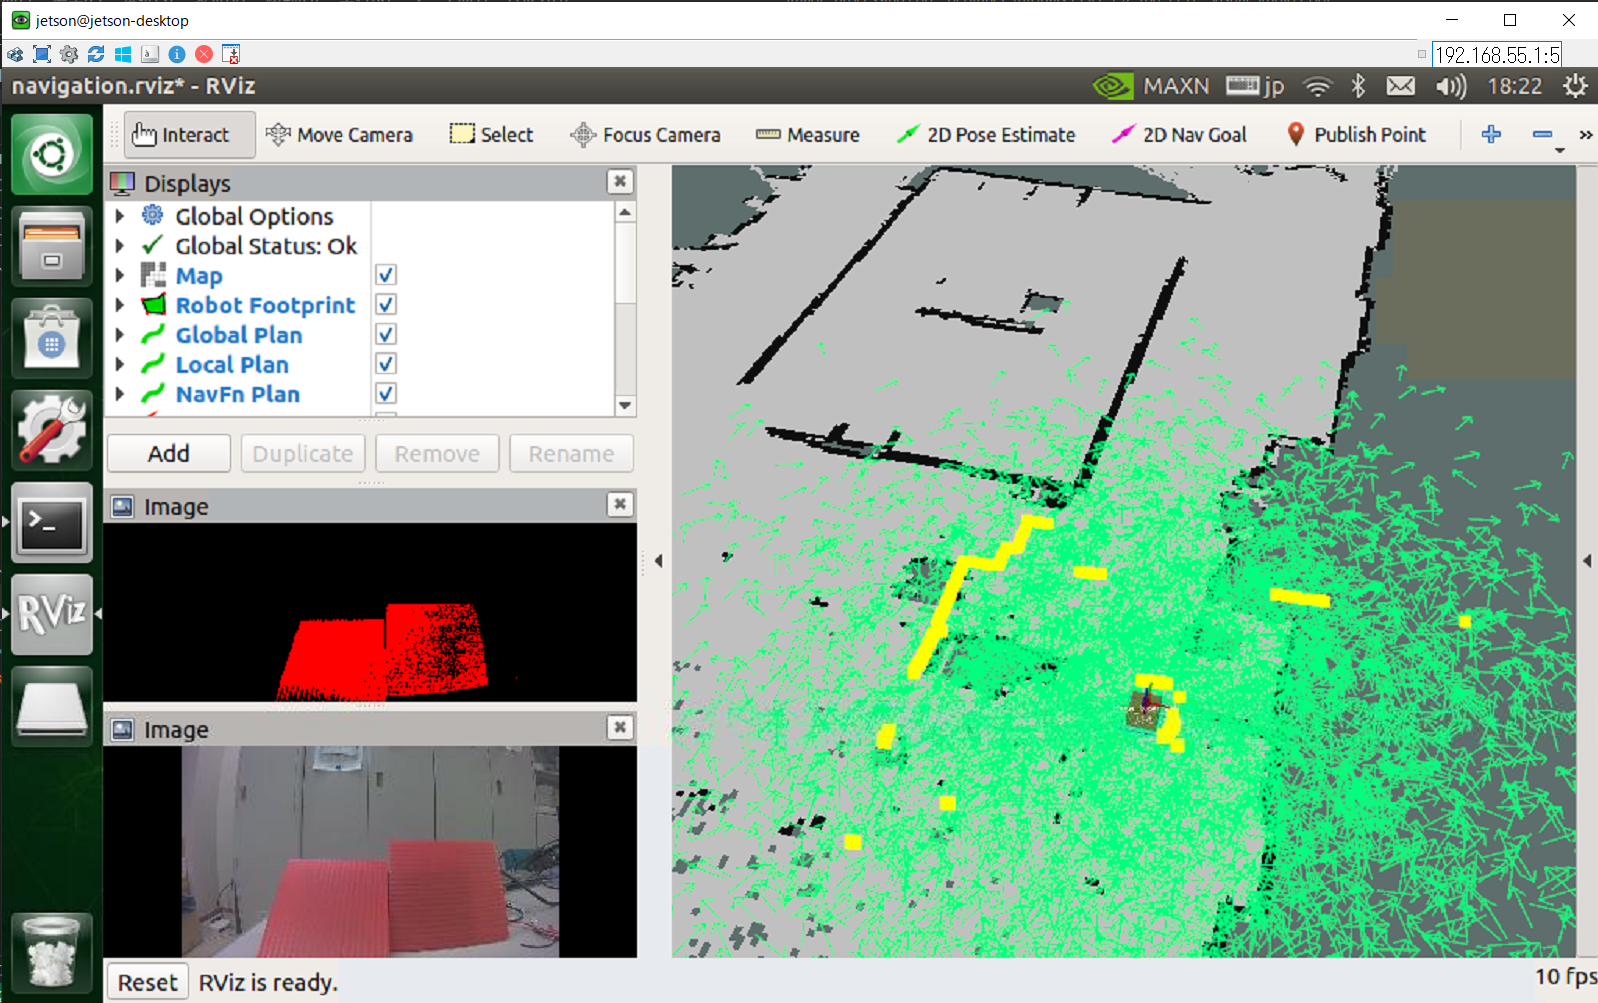 jetson@jetson-desktop
192.168.55.1:5
navigation.rviz* - RViz
MAXN jp 18:22
Interact Move Camera Select Focus Camera Measure 2D Pose Estimate 2D Nav Goal Publish Point »
Displays
Global Options
Global Status: Ok
Map
Robot Footprint
Global Plan
Local Plan
NavFn Plan
Add Duplicate Remove Rename
Image
RViz
Image
Reset RViz is ready. 10 fps